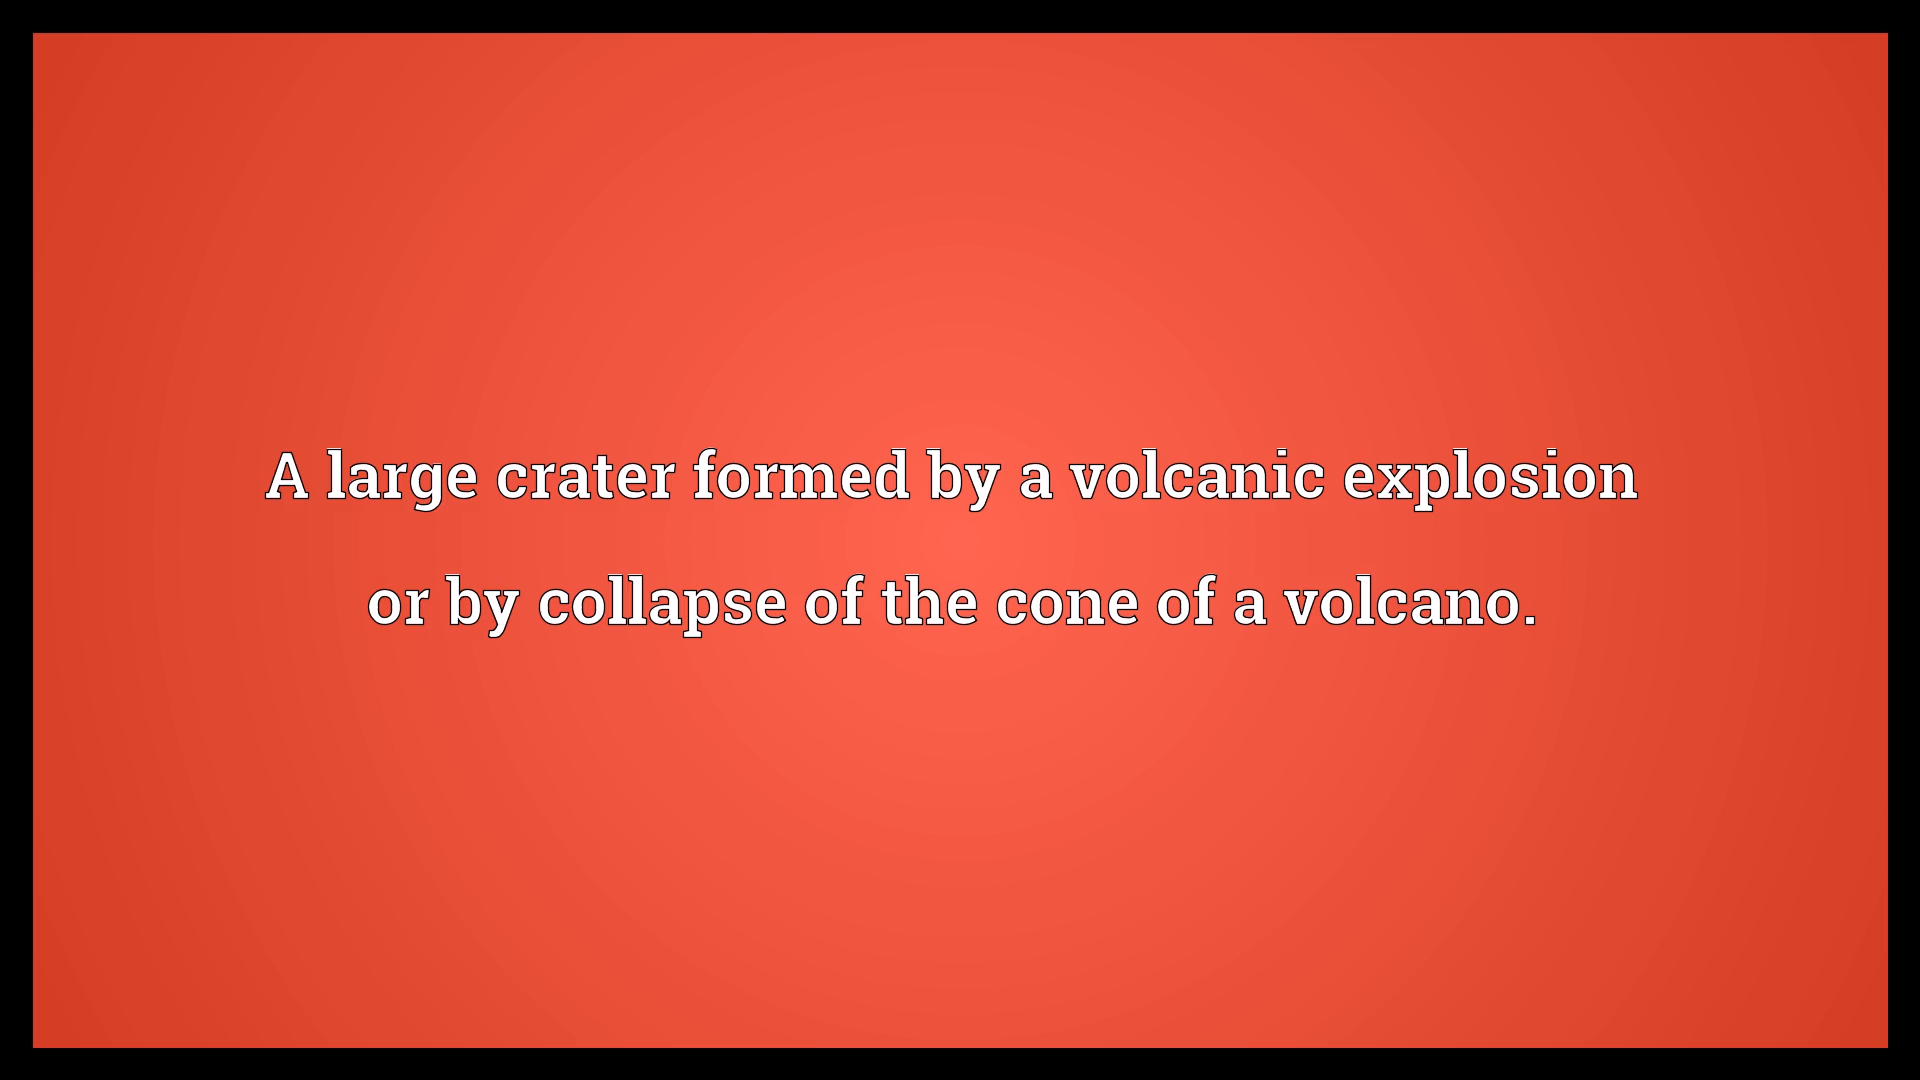 A large crater formed by a volcanic explosion
or by collapse of the cone of a volcano.